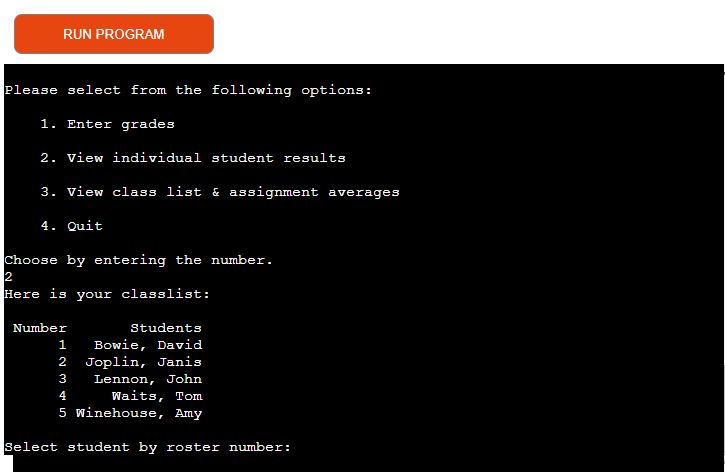 RUN PROGRAM
Please select from the following options:
1. Enter grades
2. View individual student results
3. View class list & assignment averages
4. Quit
Choose by entering the number.
2
Here is your classlist:
Number Students
1 Bowie, David
2 Joplin, Janis
3 Lennon, John
4 Waits, Tom
5 Winehouse, Amy
Select student by roster number: